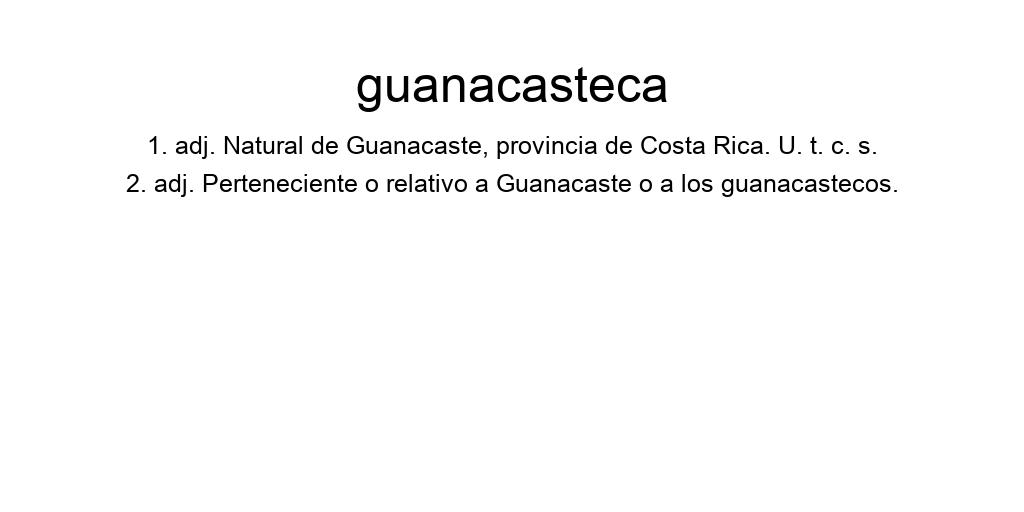 guanacasteca
1. adj. Natural de Guanacaste, provincia de Costa Rica. U. t. c. s.
2. adj. Perteneciente o relativo a Guanacaste o a los guanacastecos.